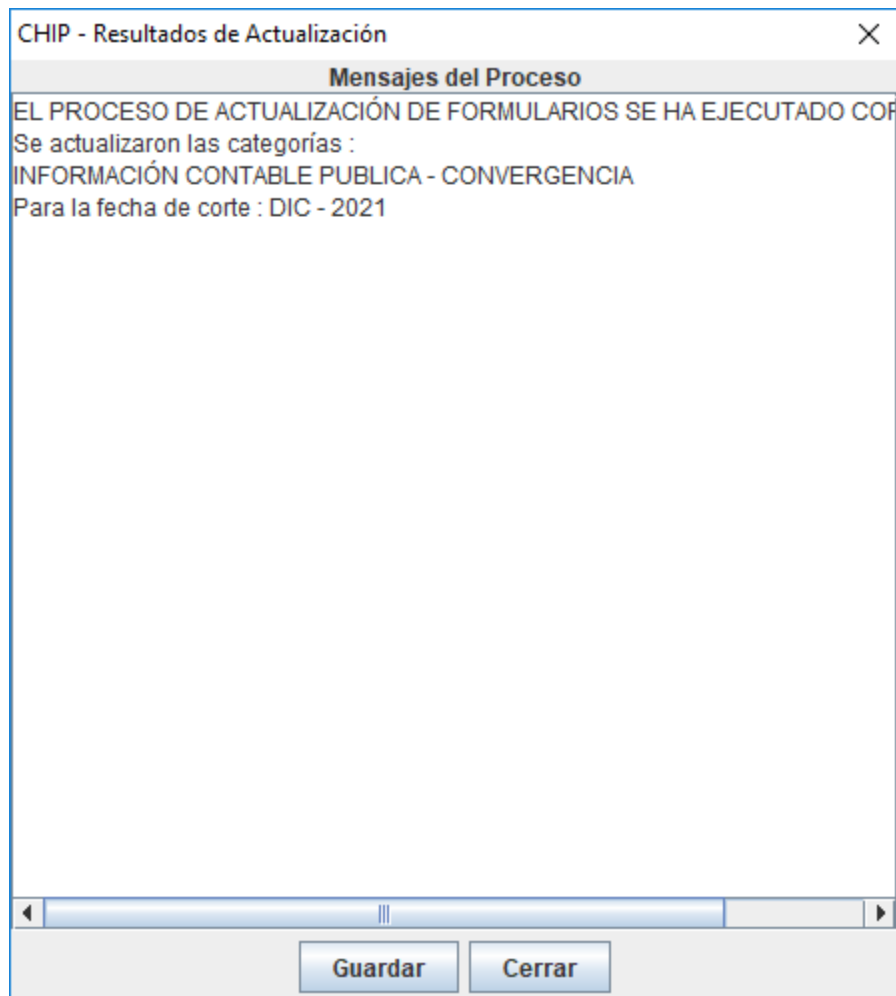 CHIP - Resultados de Actualización
Mensajes del Proceso
EL PROCESO DE ACTUALIZACIÓN DE FORMULARIOS SE HA EJECUTADO COR
Se actualizaron las categorías :
INFORMACIÓN CONTABLE PUBLICA - CONVERGENCIA
Para la fecha de corte : DIC - 2021
Guardar
Cerrar